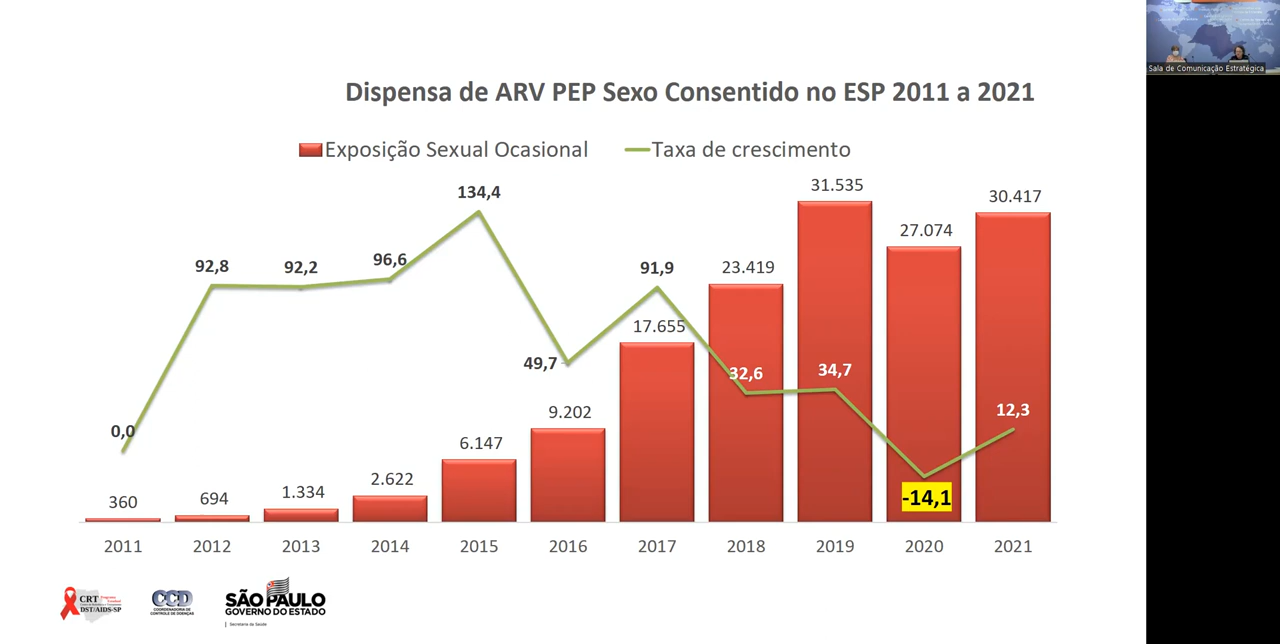 Dispensa de ARV PEP Sexo Consentido no ESP 2011 a 2021
Exposição Sexual Ocasional
Taxa de crescimento
134,4
92,8
92,2
96,6
49,7
91,9
32,6
34,7
-14,1
12,3
0,0
360
694
1.334
2.622
6.147
9.202
17.655
23.419
31.535
27.074
30.417
2011 2012 2013 2014 2015 2016 2017 2018 2019 2020 2021
CRT
DST/AIDS-SP
CCD
COORDENADORIA DE
CONTROLE DE DOENÇAS
SÃO PAULO
GOVERNO DO ESTADO
Secretaria da Saúde
Sala de Comunicação Estratégica